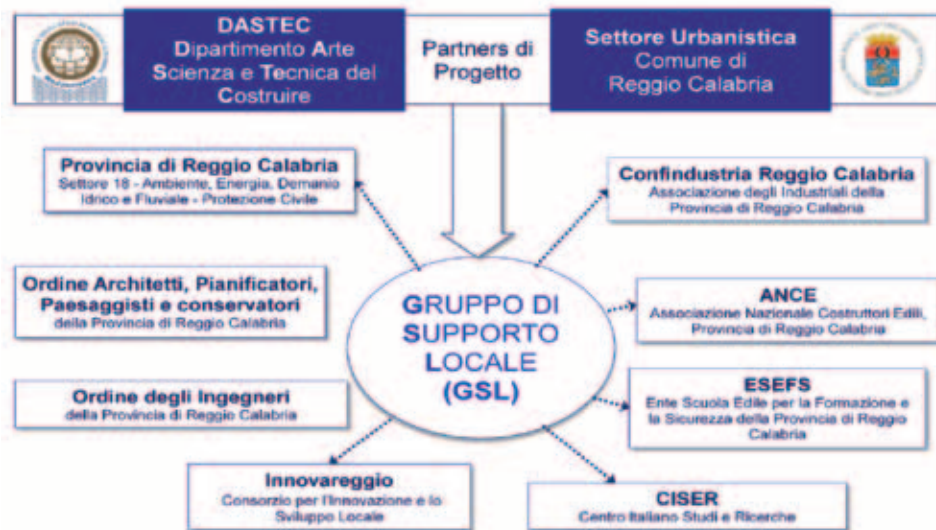 DASTEC
Dipartimento Arte
Scienza e Tecnica del
Costruire
Partners di
Progetto
Settore Urbanistica
Comune di
Reggio Calabria
Provincia di Reggio Calabria
Settore 18 - Ambiente, Energia, Demanio
Idrico e Fluviale - Protezione Civile
Confindustria Reggio Calabria
Associazione degli Industriali della
Provincia di Reggio Calabria
Ordine Architetti, Pianificatori,
Paesaggisti e conservatori
della Provincia di Reggio Calabria
GRUPPO DI
SUPPORTO
LOCALE
(GSL)
ANCE
Associazione Nazionale Costruttori Edili,
Provincia di Reggio Calabria
Ordine degli Ingegneri
della Provincia di Reggio Calabria
ESEFS
Ente Scuola Edile per la Formazione e
la Sicurezza della Provincia di Reggio
Calabria
Innovareggio
Consorzio per l'Innovazione e lo
Sviluppo Locale
CISER
Centro Italiano Studi e Ricerche